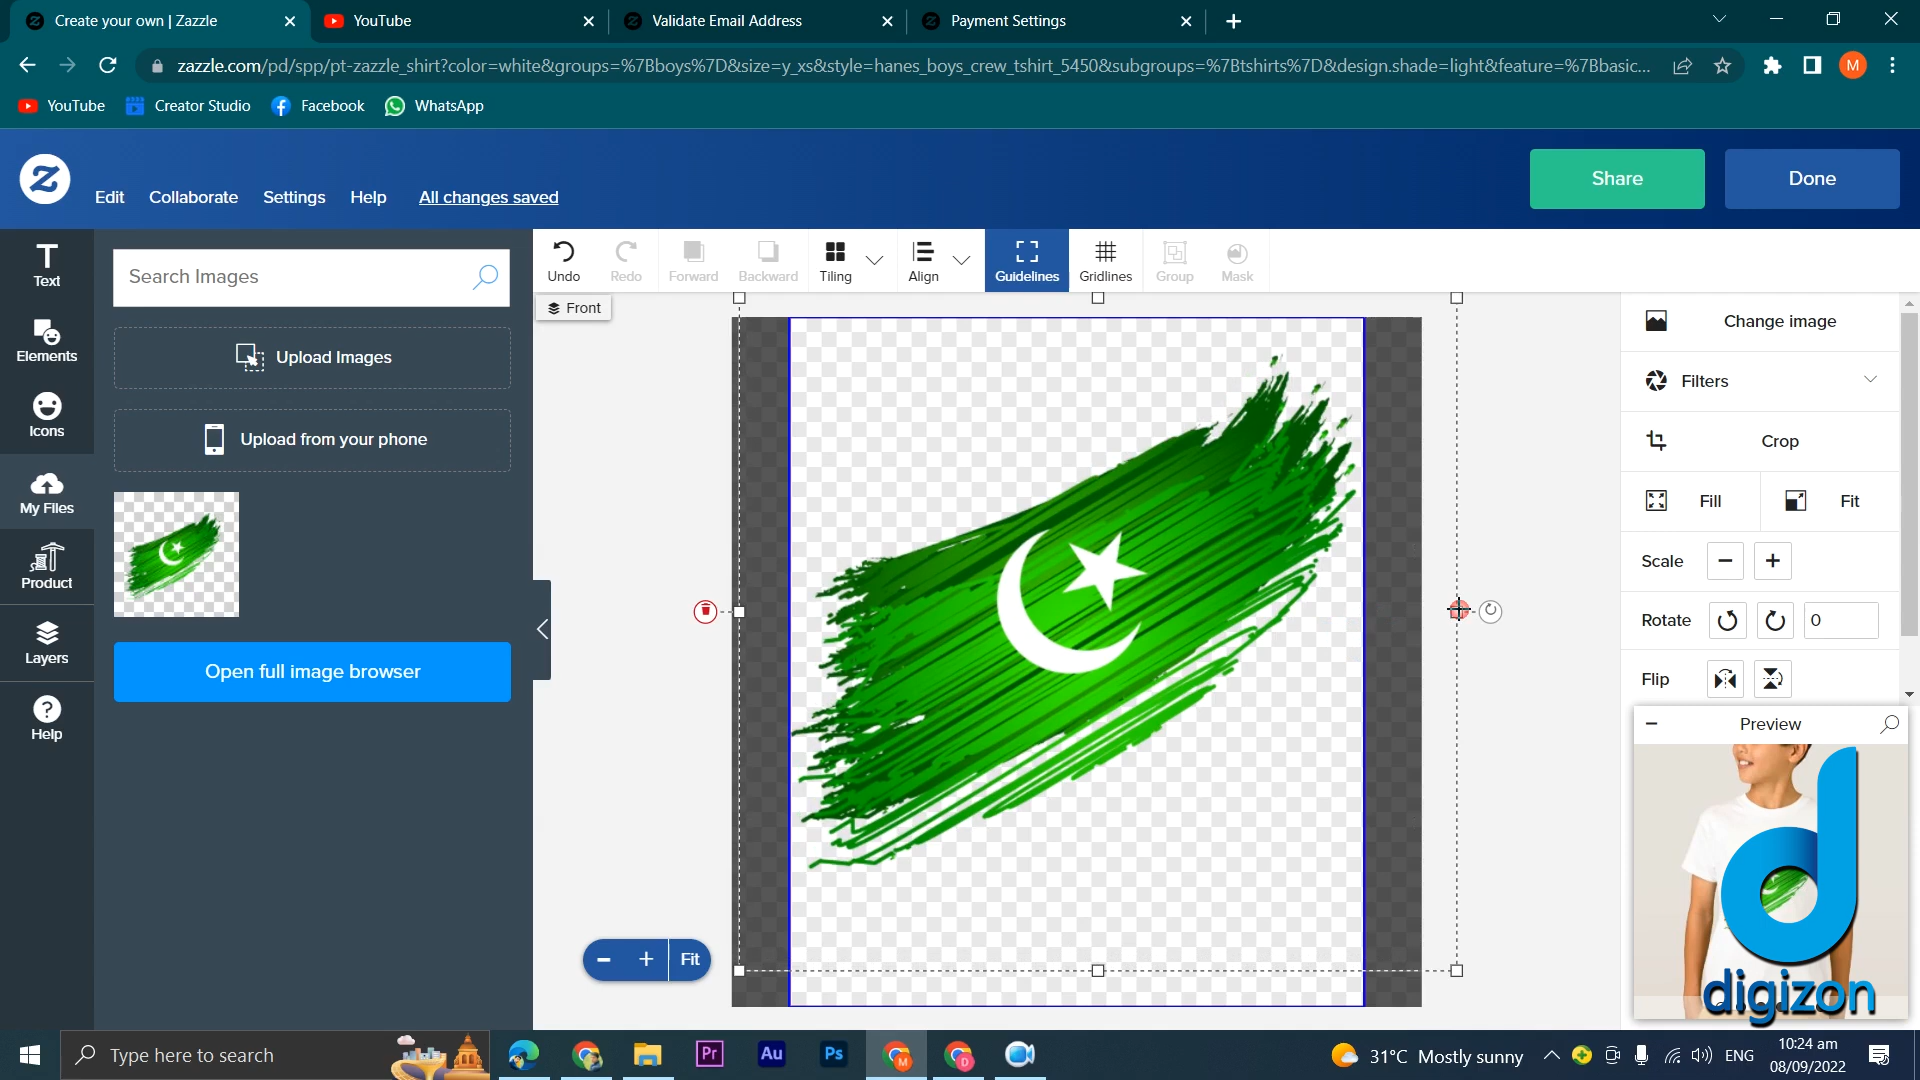 Create your own | Zazzle
YouTube
Validate Email Address
Payment Settings
zazzle.com/pd/spp/pt-zazzle_shirt?color=white&groups=%7Bboys%7D&size=y_xs&style=hanes_boys_crew_tshirt_5450&subgroups=%7Btshirts%7D&design.shade=light&feature=%7Bbasic...
M
YouTube
Creator Studio
Facebook
WhatsApp
Z
Edit
Collaborate
Settings
Help
All changes saved
Share
Done
T
Text
Elements
Icons
My Files
Product
Layers
Help
Search Images
Upload Images
Upload from your phone
Open full image browser
Undo
Redo
Forward
Backward
Tiling
Align
Guidelines
Gridlines
Group
Mask
Front
Fit
Change image
Filters
Crop
Fill
Fit
Scale
Rotate
0
Flip
Preview
digizon
Type here to search
Pr
Au
Ps
M
D
31°C Mostly sunny
ENG
10:24 am
08/09/2022